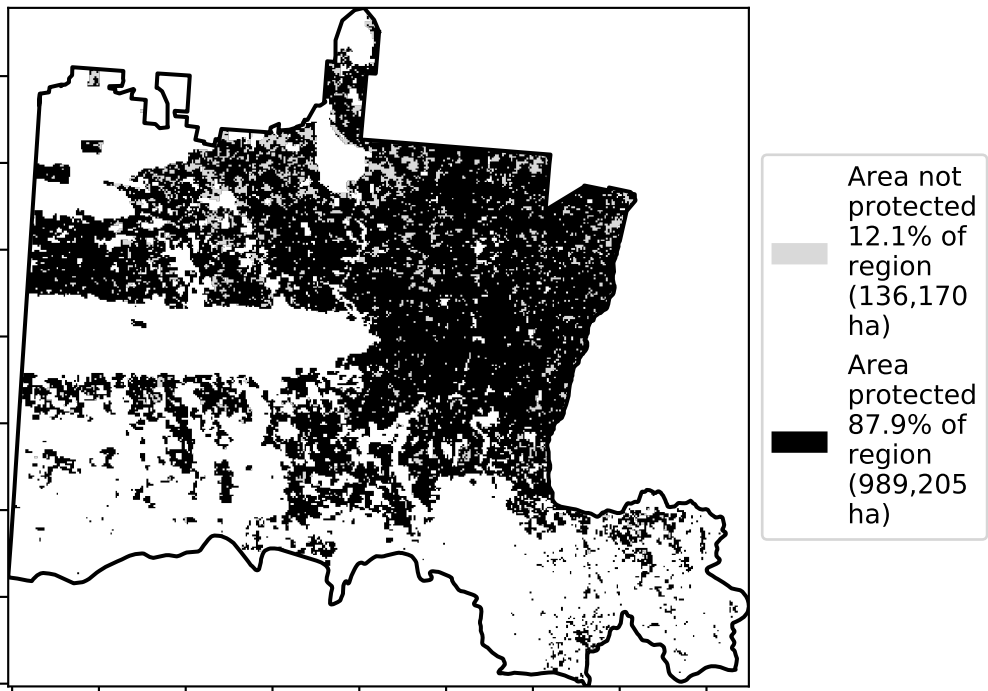 Area not
protected
12.1% of
region
(136,170
ha)
Area
protected
87.9% of
region
(989,205
ha)